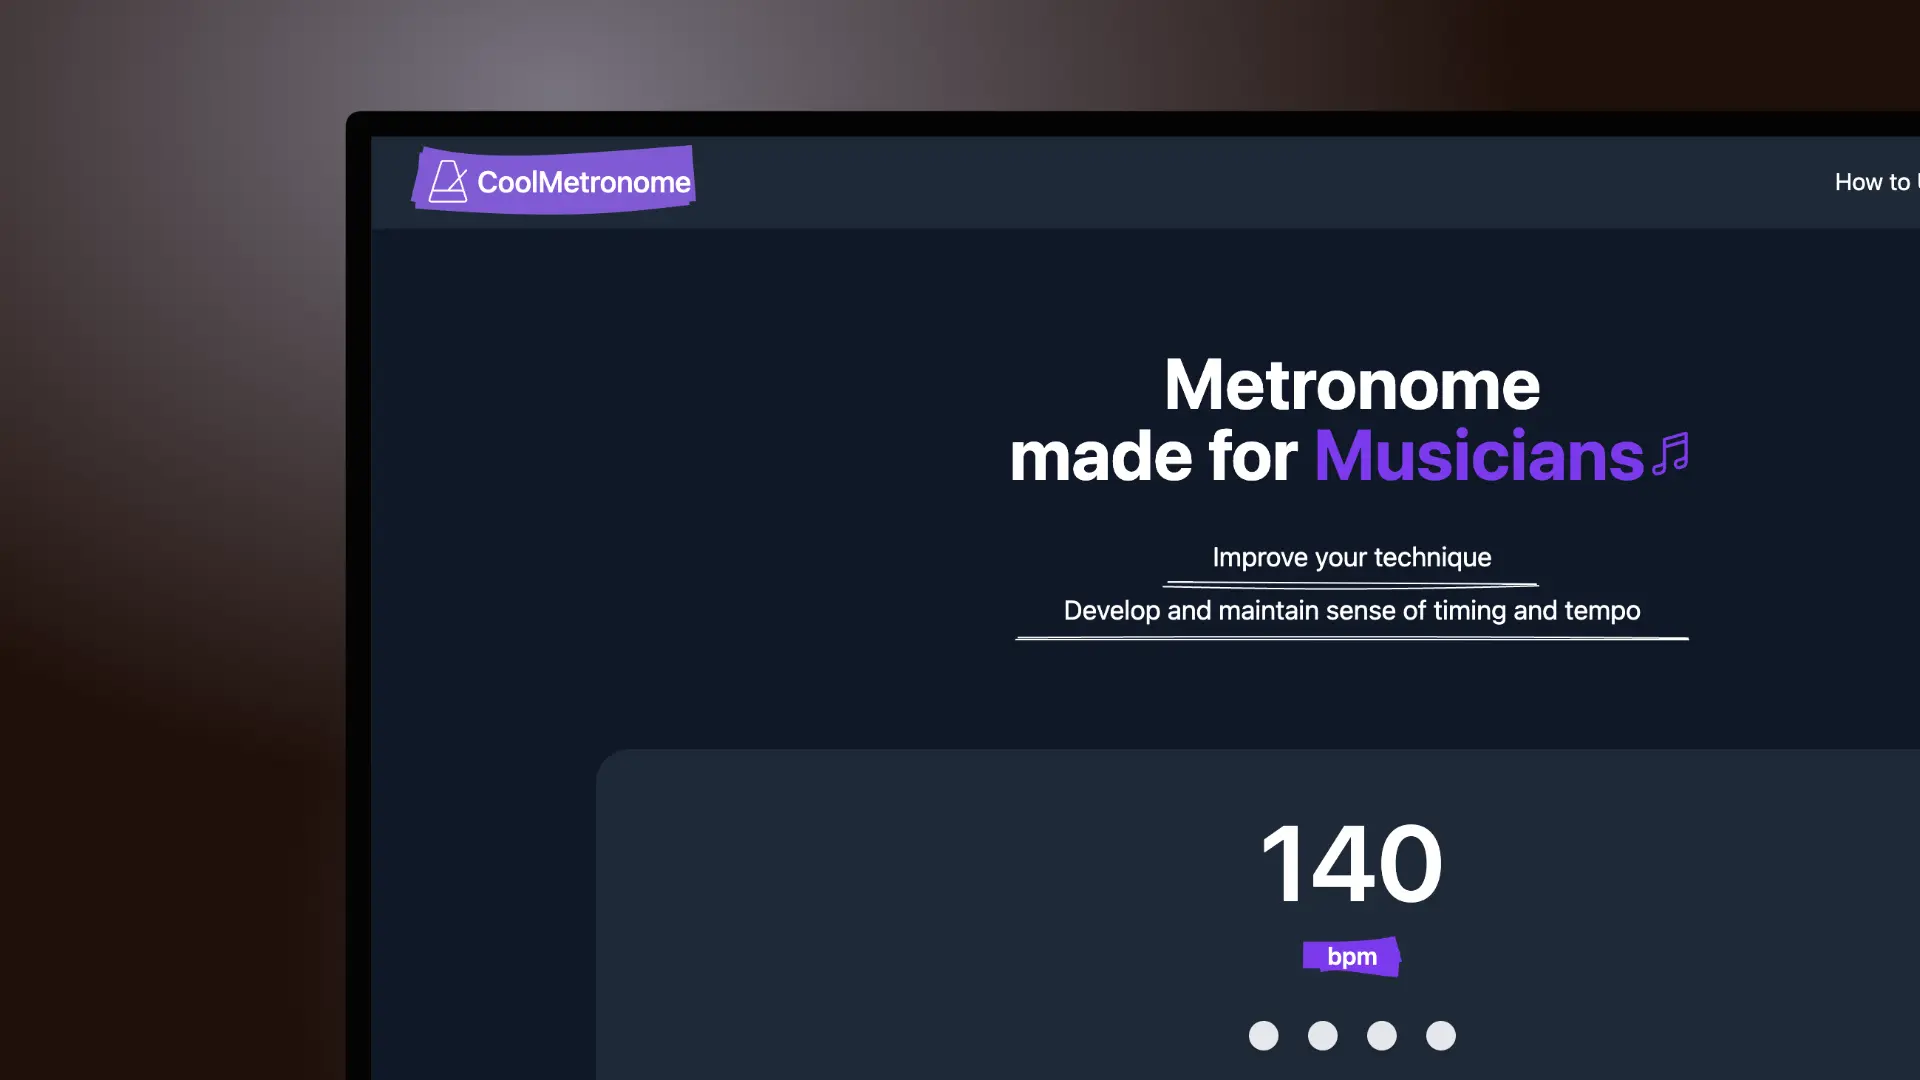 CoolMetronome
How to
Metronome
made for Musicians
Improve your technique
Develop and maintain sense of timing and tempo
140
bpm